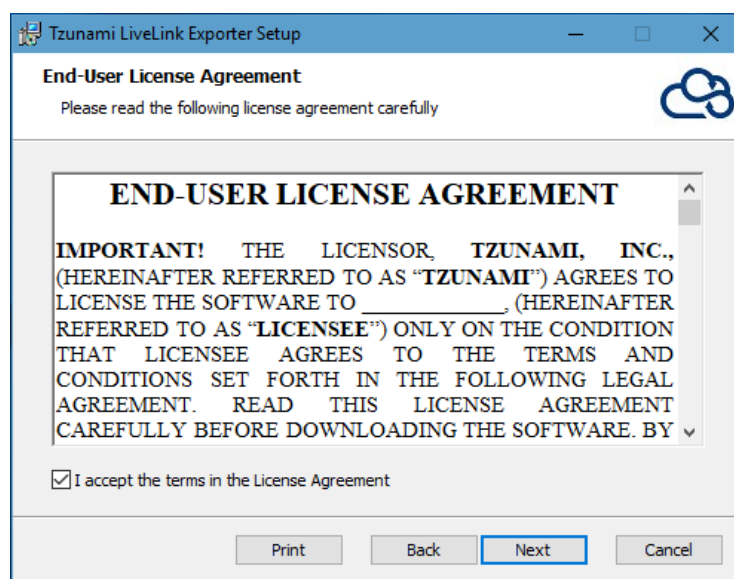 Tzunami LiveLink Exporter Setup
End-User License Agreement
Please read the following license agreement carefully
END-USER LICENSE AGREEMENT
IMPORTANT! THE LICENSOR, TZUNAMI, INC.,
(HEREINAFTER REFERRED TO AS “TZUNAMI”) AGREES TO
LICENSE THE SOFTWARE TO ____________, (HEREINAFTER
REFERRED TO AS “LICENSEE”) ONLY ON THE CONDITION
THAT LICENSEE AGREES TO THE TERMS AND
CONDITIONS SET FORTH IN THE FOLLOWING LEGAL
AGREEMENT. READ THIS LICENSE AGREEMENT
CAREFULLY BEFORE DOWNLOADING THE SOFTWARE. BY
I accept the terms in the License Agreement
Print Back Next Cancel